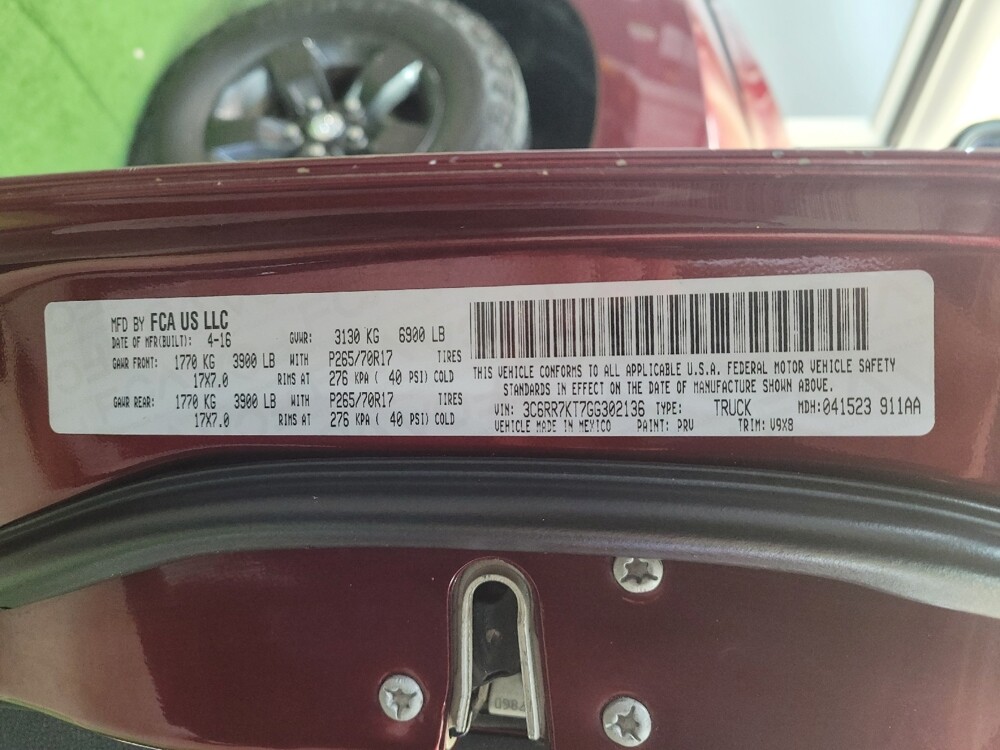 MFD BY FCA US LLC
DATE OF MFR(BUILT): 4-16 GVWR: 3130 KG 6900 LB
GAWR FRONT: 1770 KG 3900 LB WITH P265/70R17 TIRES
17X7.0 RIMS AT 276 KPA ( 40 PSI) COLD
GAWR REAR: 1770 KG 3900 LB WITH P265/70R17 TIRES
17X7.0 RIMS AT 276 KPA ( 40 PSI) COLD
THIS VEHICLE CONFORMS TO ALL APPLICABLE U.S.A. FEDERAL MOTOR VEHICLE SAFETY
STANDARDS IN EFFECT ON THE DATE OF MANUFACTURE SHOWN ABOVE.
VIN: 3C6RR7KT7GG302136 TYPE: TRUCK MDH: 041523 911AA
VEHICLE MADE IN MEXICO PAINT: PRV TRIM: V9X8